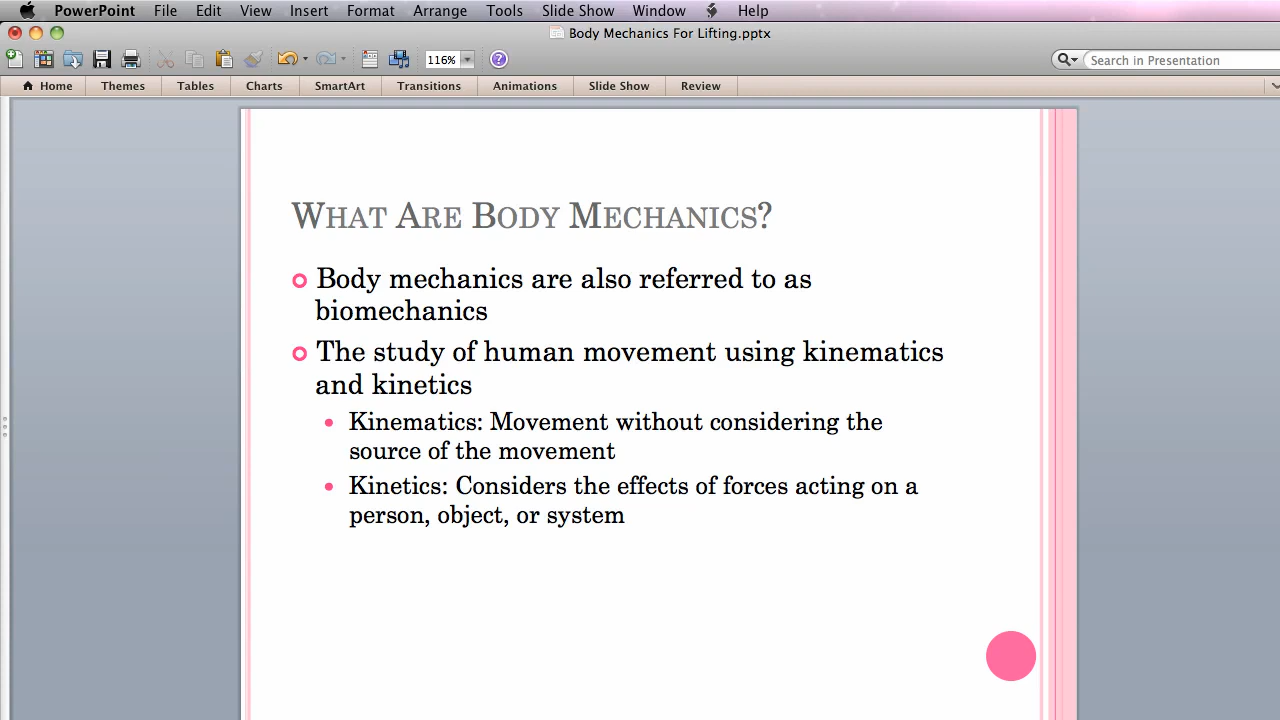 PowerPoint File Edit View Insert Format Arrange Tools Slide Show Window Help
Body Mechanics For Lifting.pptx
116% Search in Presentation
Home Themes Tables Charts SmartArt Transitions Animations Slide Show Review
What Are Body Mechanics?
Body mechanics are also referred to as
biomechanics
The study of human movement using kinematics
and kinetics
Kinematics: Movement without considering the
source of the movement
Kinetics: Considers the effects of forces acting on a
person, object, or system